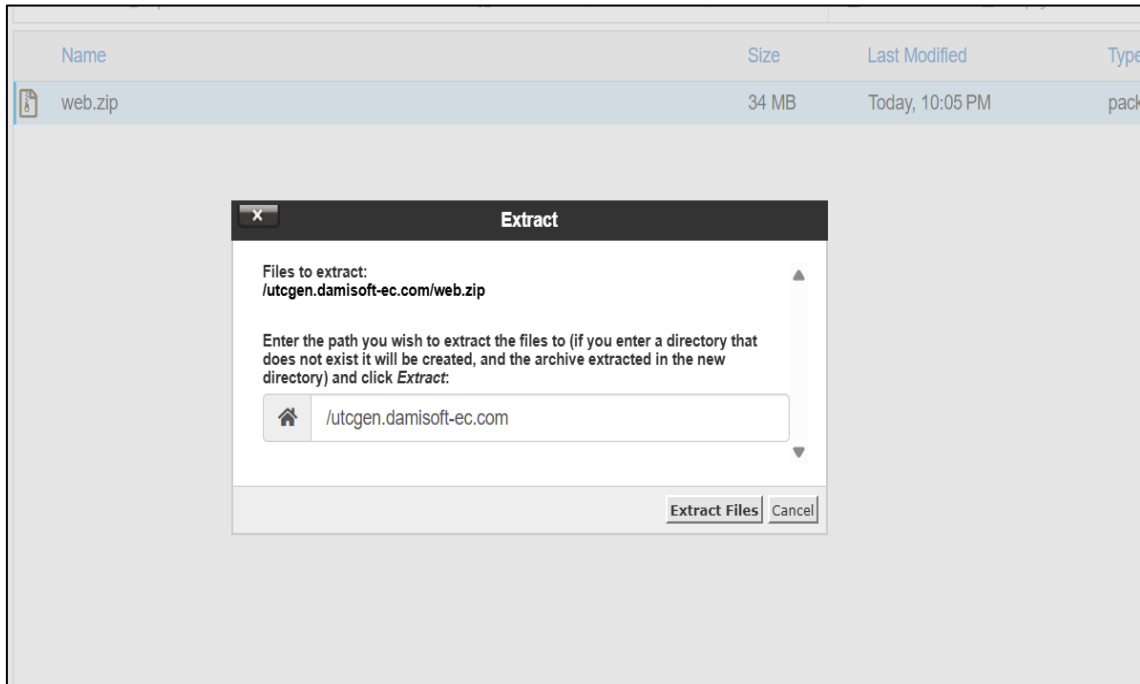 Name Size Last Modified Type
web.zip 34 MB Today, 10:05 PM pack
x Extract
Files to extract:
/utcgen.damisoft-ec.com/web.zip
Enter the path you wish to extract the files to (if you enter a directory that
does not exist it will be created, and the archive extracted in the new
directory) and click Extract:
/utcgen.damisoft-ec.com
Extract Files Cancel